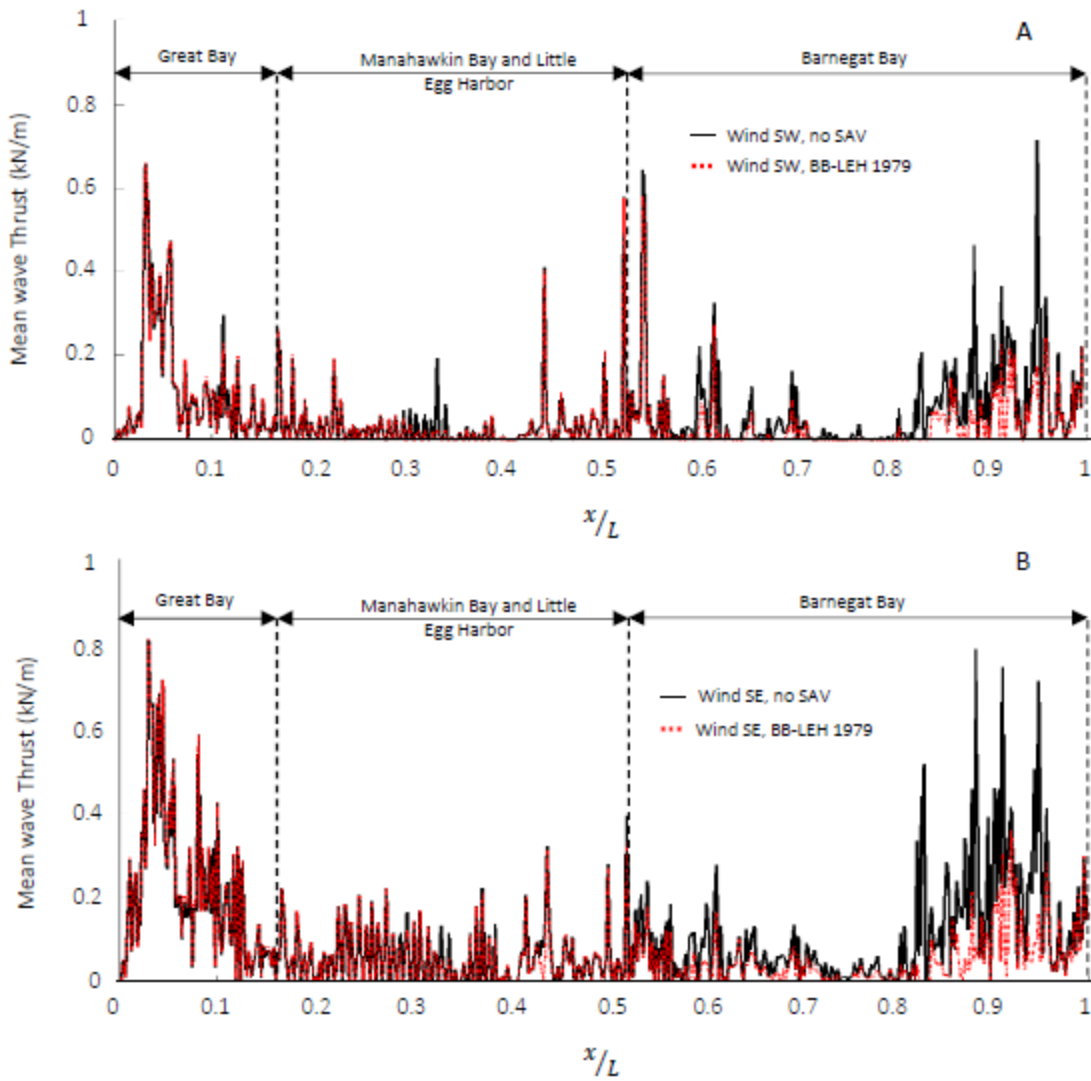 1
A
Great Bay
Manahawkin Bay and Little
Egg Harbor
Barnegat Bay
0.8
Wind SW, no SAV
Wind SW, BB-LEH 1979
0.6
0.4
0.2
0
Mean wave Thrust (kN/m)
0 0.1 0.2 0.3 0.4 0.5 0.6 0.7 0.8 0.9 1
x/L
1
B
Great Bay
Manahawkin Bay and Little
Egg Harbor
Barnegat Bay
0.8
Wind SE, no SAV
Wind SE, BB-LEH 1979
0.6
0.4
0.2
0
Mean wave Thrust (kN/m)
0 0.1 0.2 0.3 0.4 0.5 0.6 0.7 0.8 0.9 1
x/L